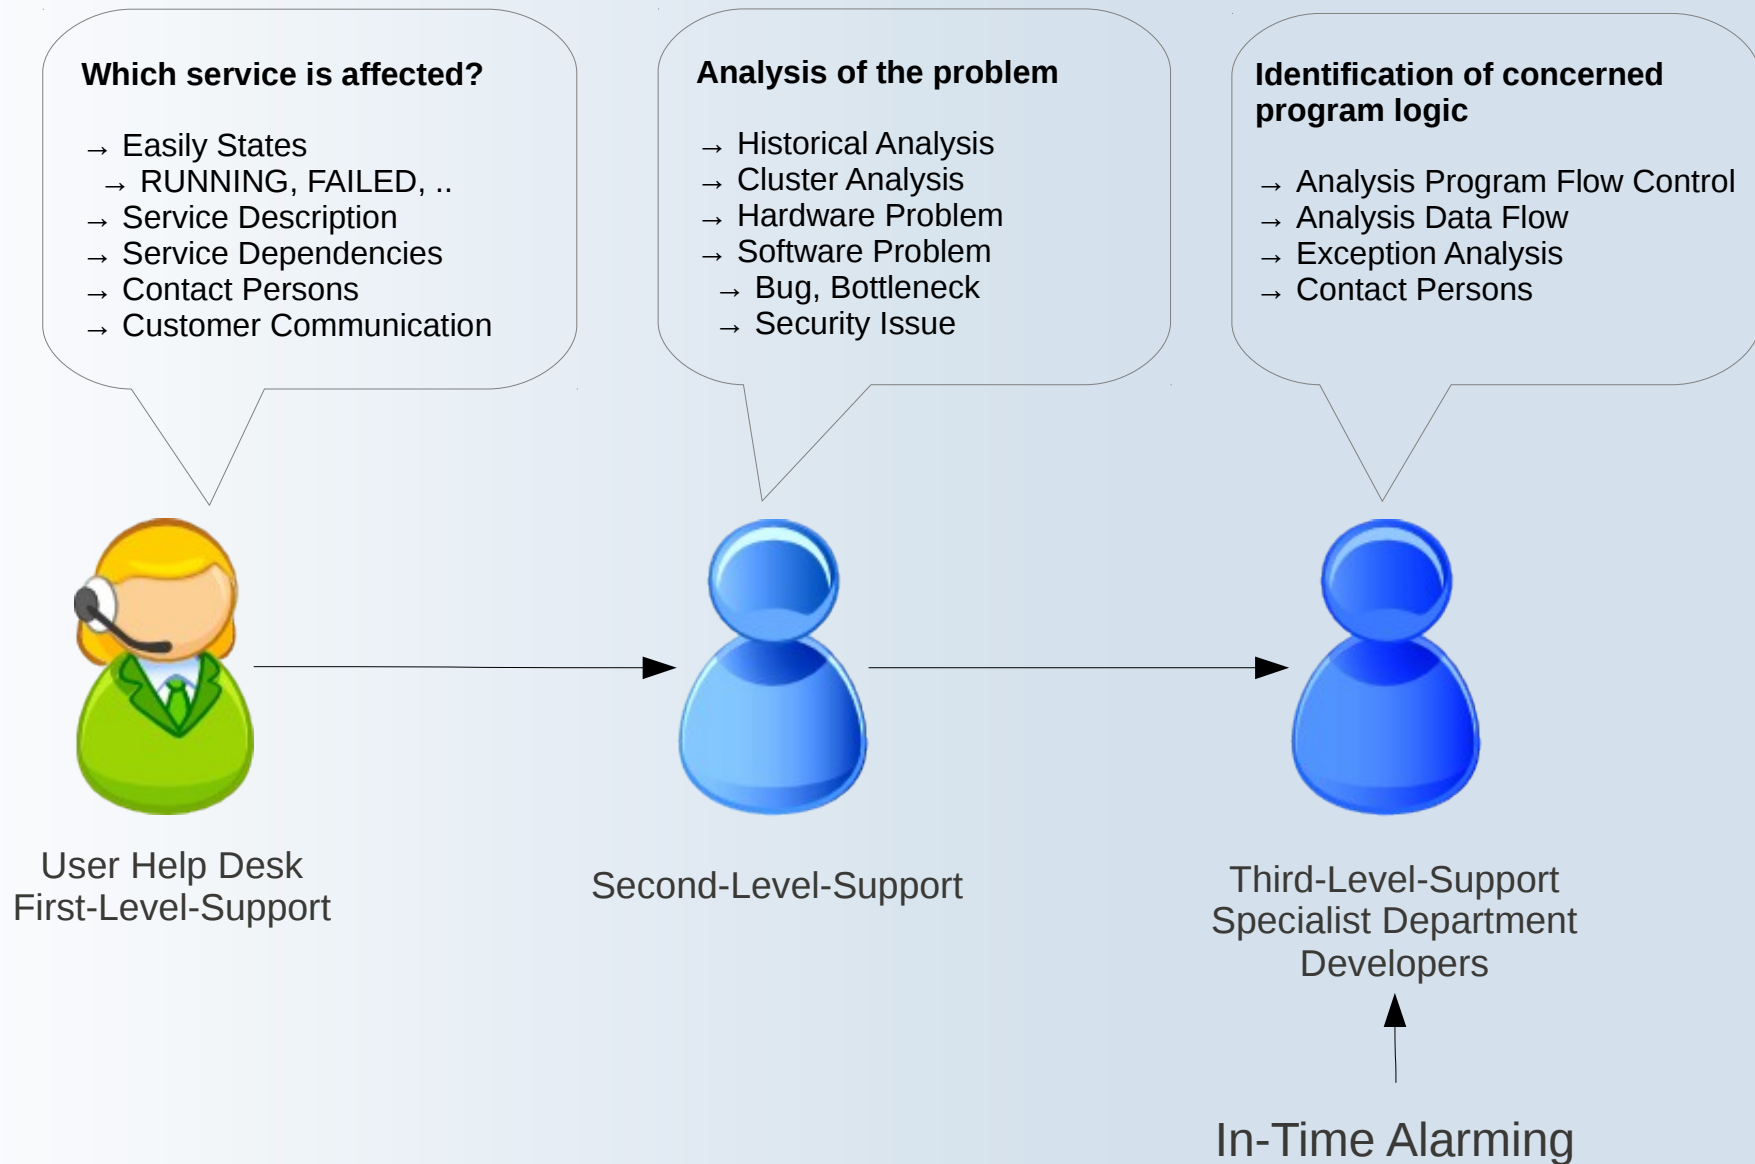 Which service is affected?
→ Easily States
→ RUNNING, FAILED, ..
→ Service Description
→ Service Dependencies
→ Contact Persons
→ Customer Communication
Analysis of the problem
→ Historical Analysis
→ Cluster Analysis
→ Hardware Problem
→ Software Problem
→ Bug, Bottleneck
→ Security Issue
Identification of concerned
program logic
→ Analysis Program Flow Control
→ Analysis Data Flow
→ Exception Analysis
→ Contact Persons
User Help Desk
First-Level-Support
Second-Level-Support
Third-Level-Support
Specialist Department
Developers
In-Time Alarming